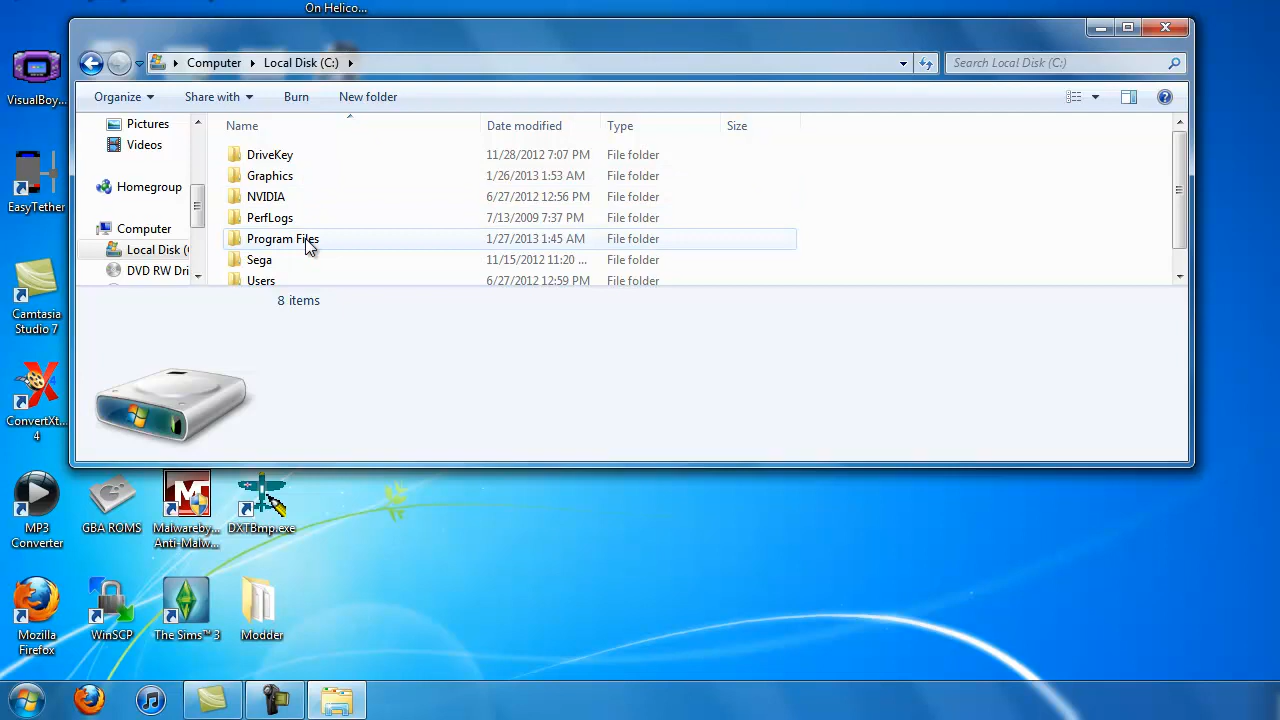 On Helico...
Computer
Local Disk (C:)
Search Local Disk (C:)
Organize
Share with
Burn
New folder
Pictures
Videos
Homegroup
Computer
Local Disk (
DVD RW Dri
Name
Date modified
Type
Size
DriveKey
11/28/2012 7:07 PM
File folder
Graphics
1/26/2013 1:53 AM
File folder
NVIDIA
6/27/2012 12:56 PM
File folder
PerfLogs
7/13/2009 7:37 PM
File folder
Program Files
1/27/2013 1:45 AM
File folder
Sega
11/15/2012 11:20 ...
File folder
Users
6/27/2012 12:59 PM
File folder
8 items
VisualBoy...
EasyTether
Camtasia
Studio 7
ConvertXt...
4
MP3
Converter
GBA ROMS
Malwareby...
Anti-Malw...
DXTBmp.exe
Mozilla
Firefox
WinSCP
The Sims™ 3
Modder